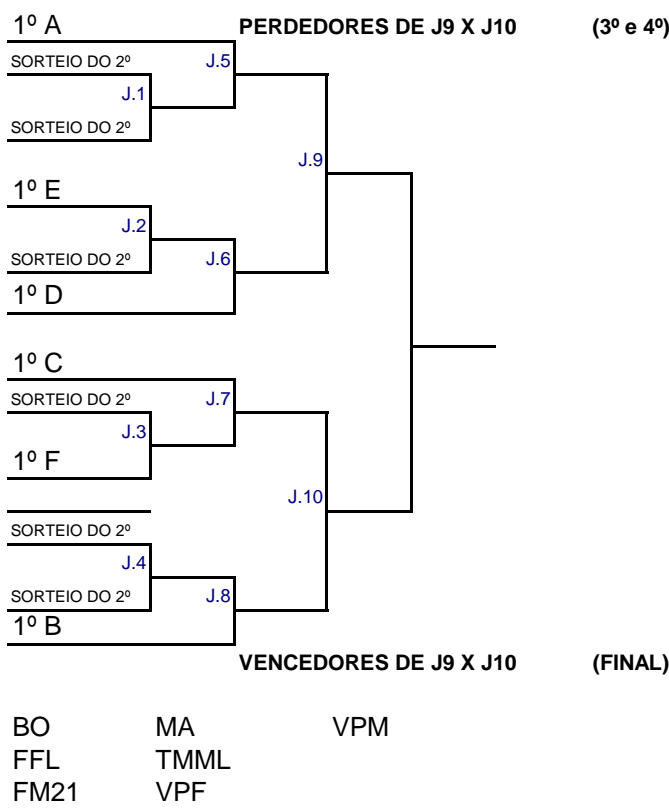 1º A PERDEDORES DE J9 X J10 (3º e 4º)
SORTEIO DO 2º J.5
J.1
SORTEIO DO 2º
J.9
1º E
J.2
SORTEIO DO 2º J.6
1º D
1º C
SORTEIO DO 2º J.7
J.3
1º F
J.10
SORTEIO DO 2º
J.4
SORTEIO DO 2º J.8
1º B
VENCEDORES DE J9 X J10 (FINAL)
BO MA VPM
FFL TMML
FM21 VPF